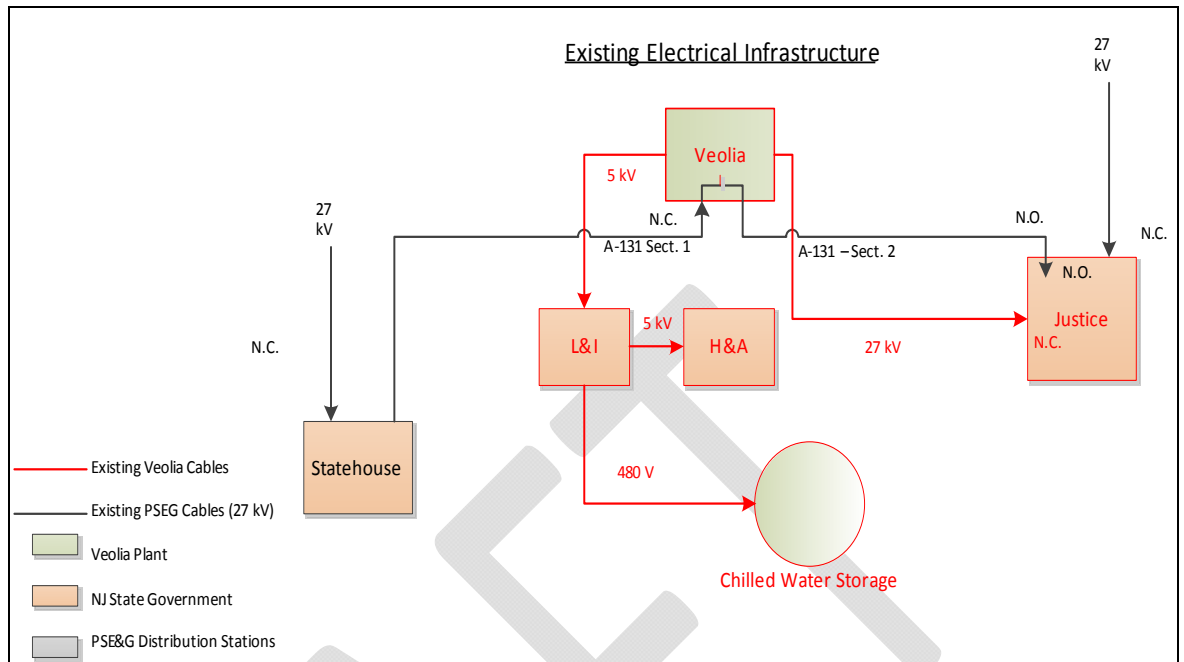 Existing Electrical Infrastructure
27
kV
Veolia
5 kV
27
kV
N.C.
N.O.
N.C.
A-131 Sect. 1
A-131 – Sect. 2
N.O.
Justice
N.C.
5 kV
L&I
H&A
27 kV
N.C.
Statehouse
Existing Veolia Cables
480 V
Existing PSEG Cables (27 kV)
Veolia Plant
Chilled Water Storage
NJ State Government
PSE&G Distribution Stations